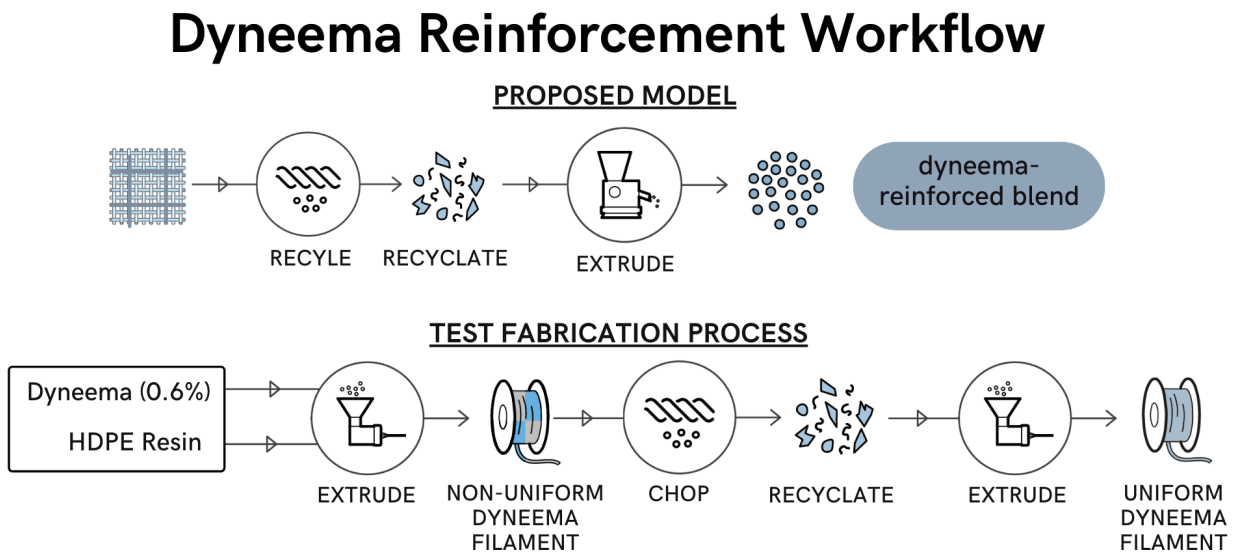 Dyneema Reinforcement Workflow
PROPOSED MODEL
dyneema-
reinforced blend
RECYLE
RECYCLATE
EXTRUDE
TEST FABRICATION PROCESS
Dyneema (0.6%)
HDPE Resin
EXTRUDE
NON-UNIFORM
DYNEEMA
FILAMENT
CHOP
RECYCLATE
EXTRUDE
UNIFORM
DYNEEMA
FILAMENT